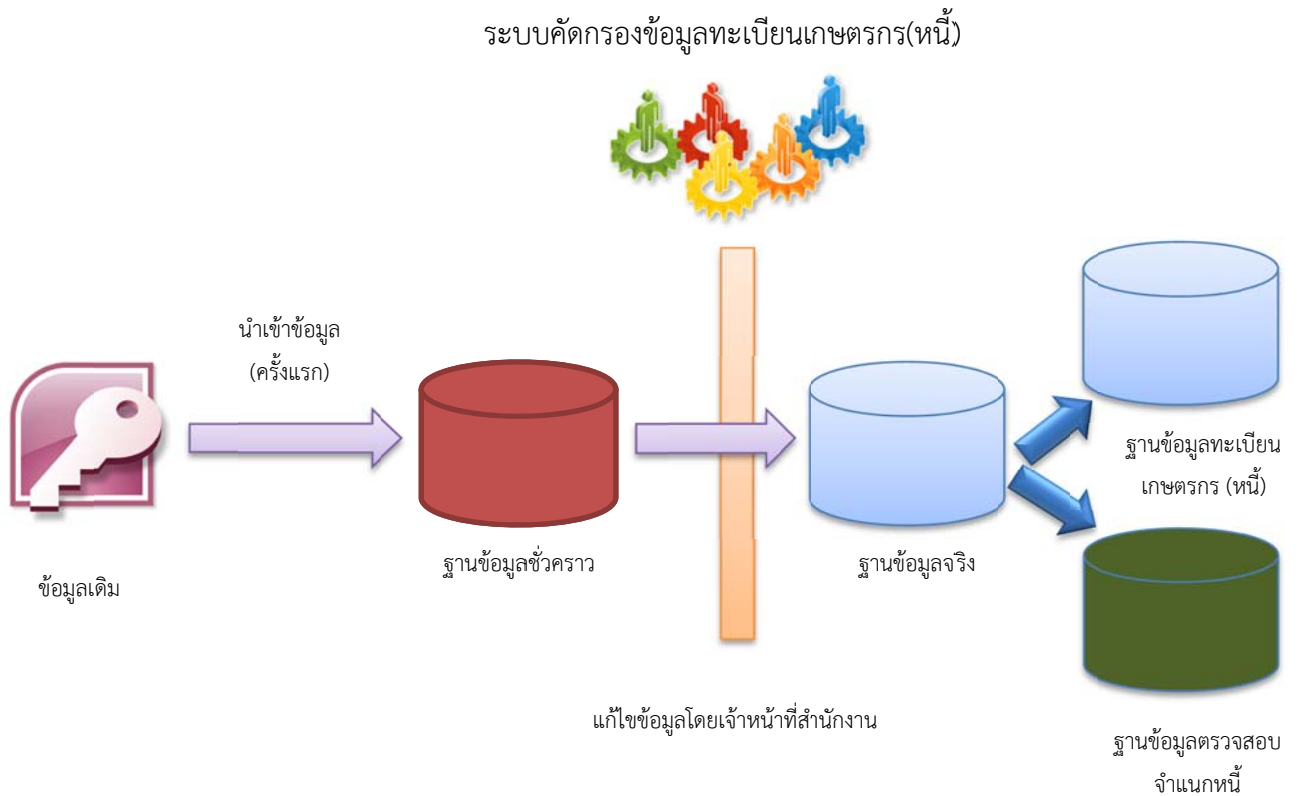 ระบบคัดกรองข้อมูลทะเบียนเกษตรกร(หนี้)
นำเข้าข้อมูล
(ครั้งแรก)
ข้อมูลเดิม
ฐานข้อมูลชั่วคราว
แก้ไขข้อมูลโดยเจ้าหน้าที่สำนักงาน
ฐานข้อมูลจริง
ฐานข้อมูลทะเบียน
เกษตรกร (หนี้)
ฐานข้อมูลตรวจสอบ
จำแนกหนี้